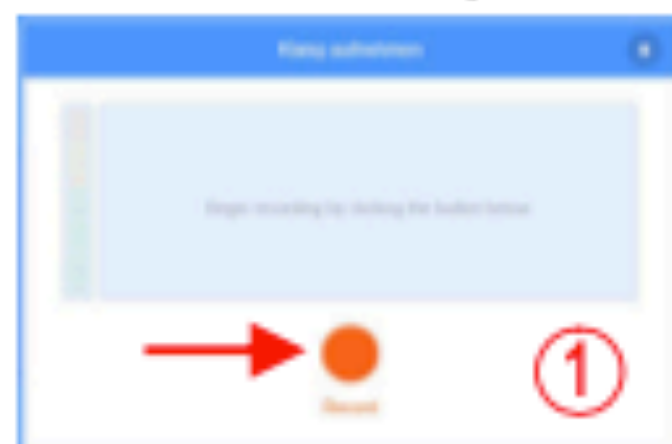 Klang aufnehmen
Begin recording by clicking the button below
Record
①